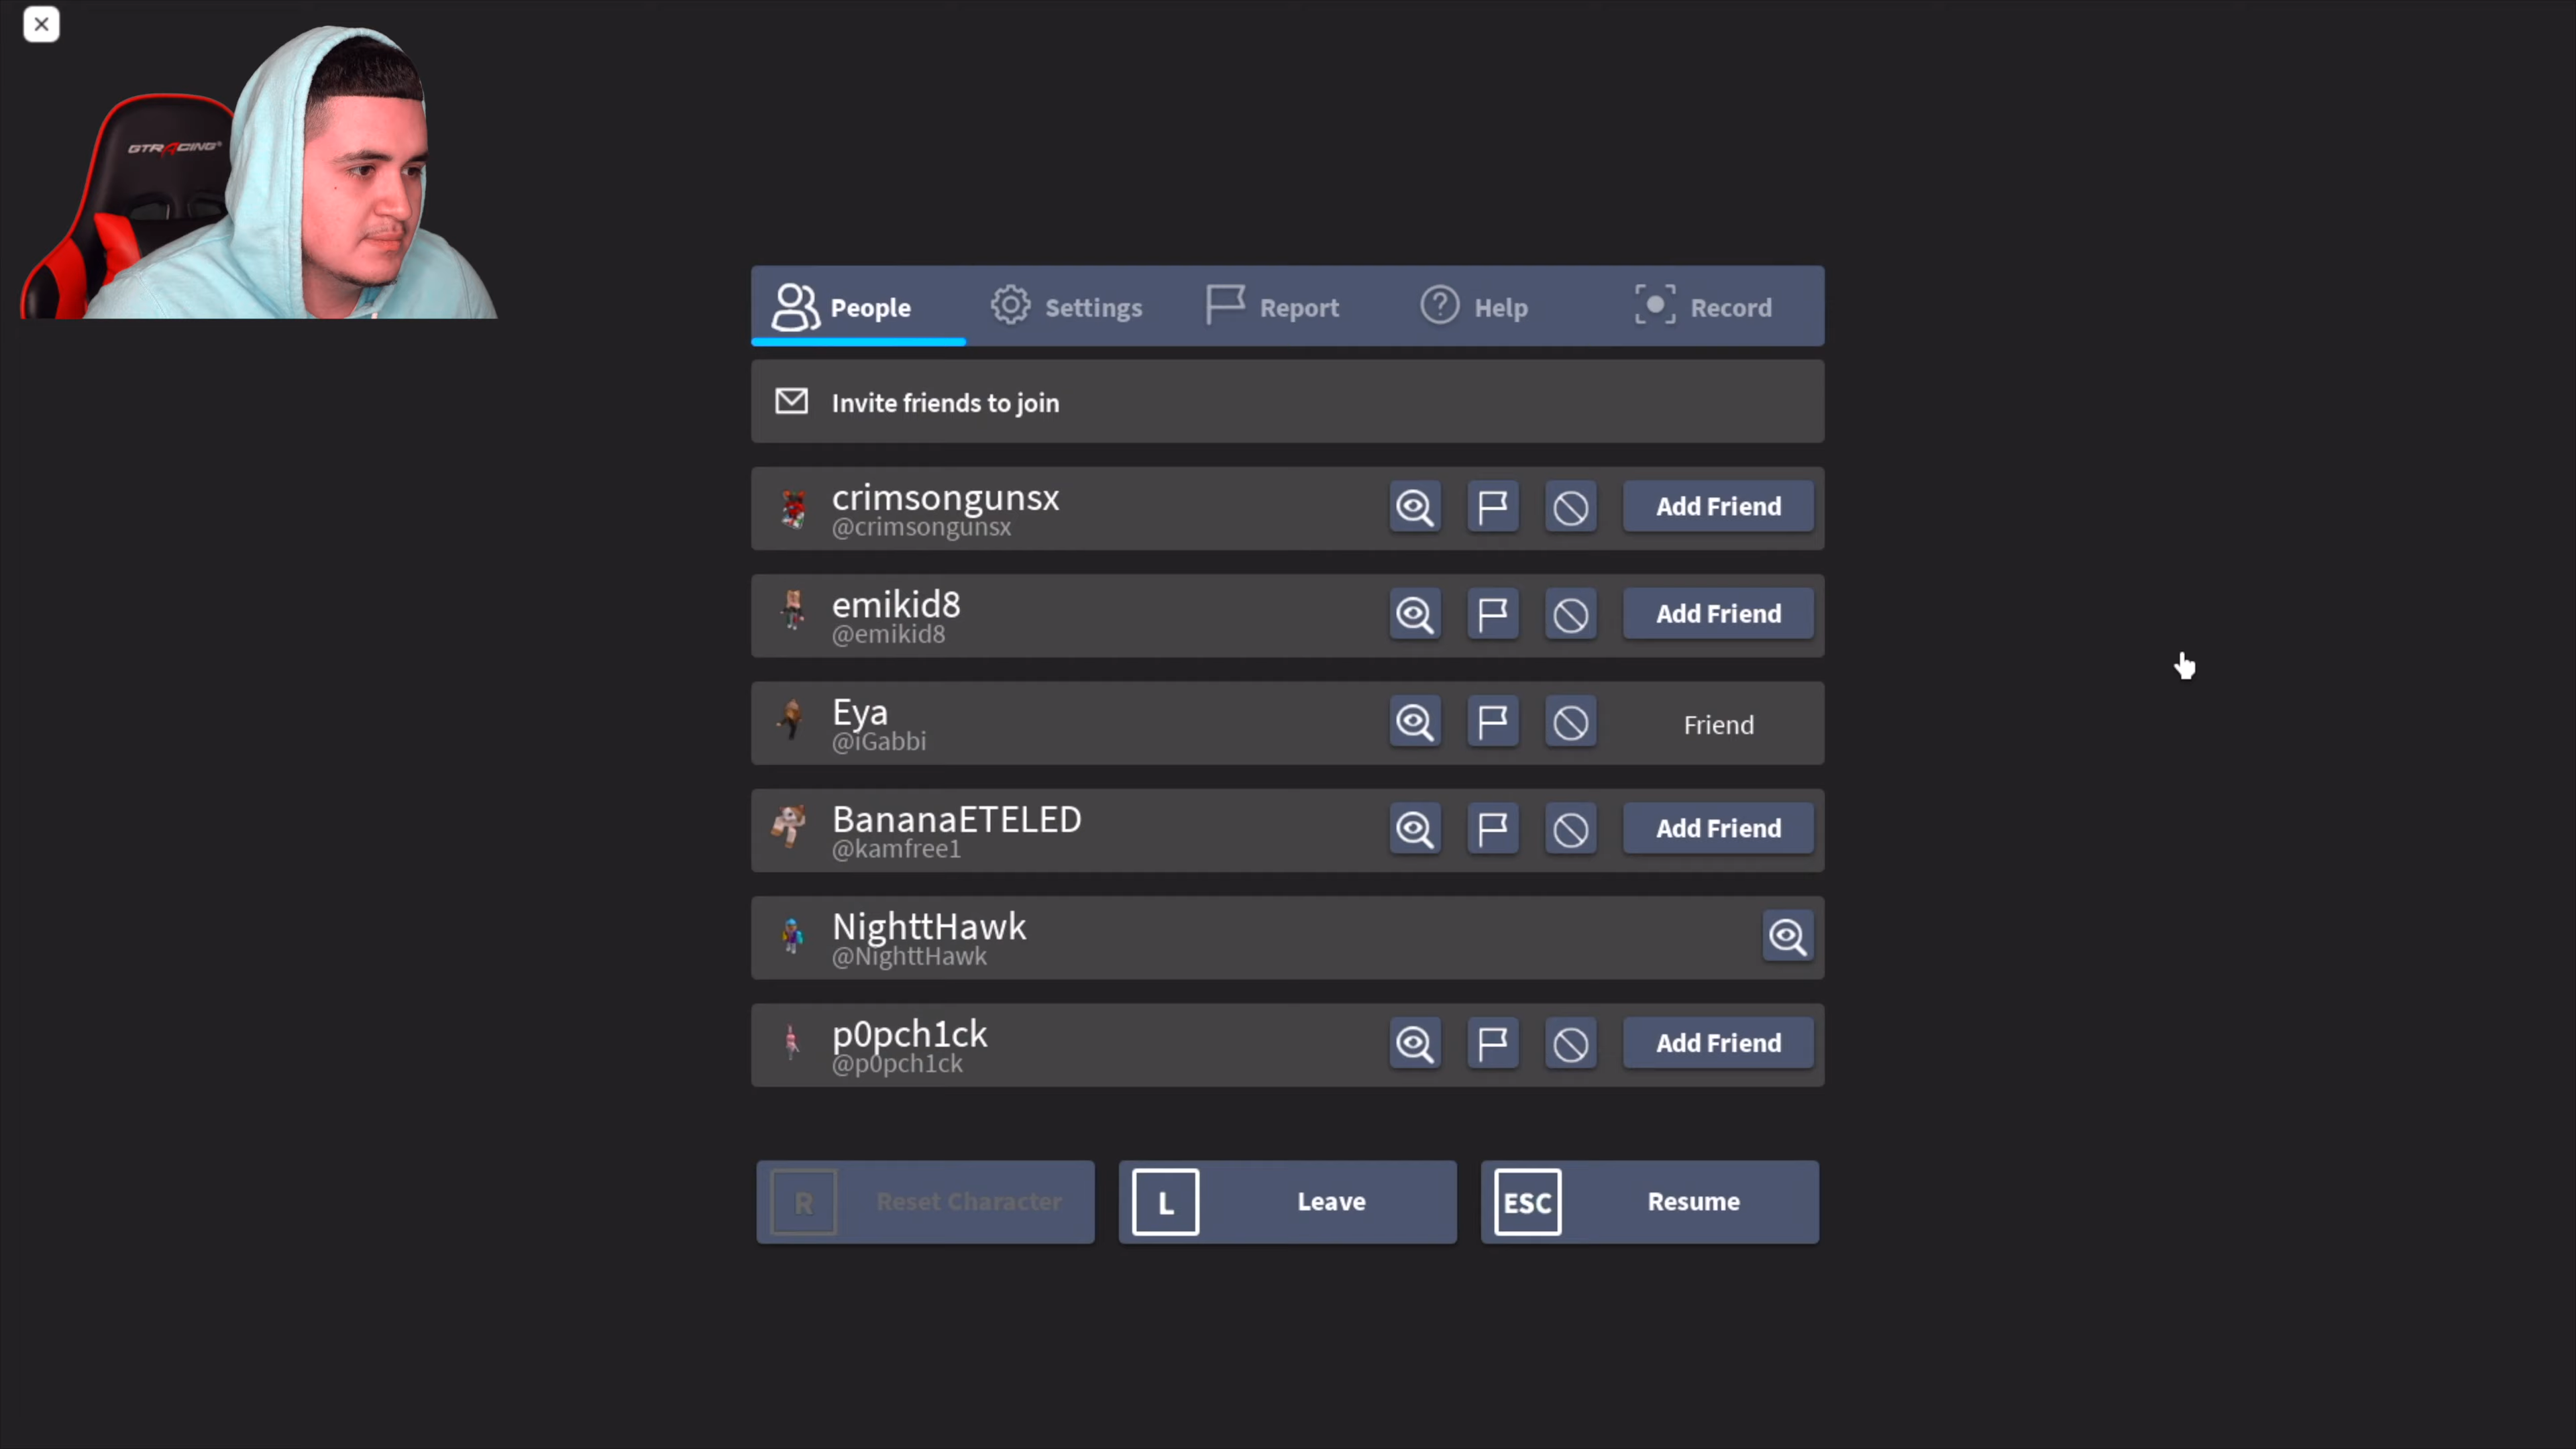 GTRACING
People
Settings
Report
Help
Record
Invite friends to join
crimsongunsx
@crimsongunsx
Add Friend
emikid8
@emikid8
Add Friend
Eya
@iGabbi
Friend
BananaETELED
@kamfree1
Add Friend
NighttHawk
@NighttHawk
p0pch1ck
@p0pch1ck
Add Friend
R Reset Character
L Leave
ESC Resume